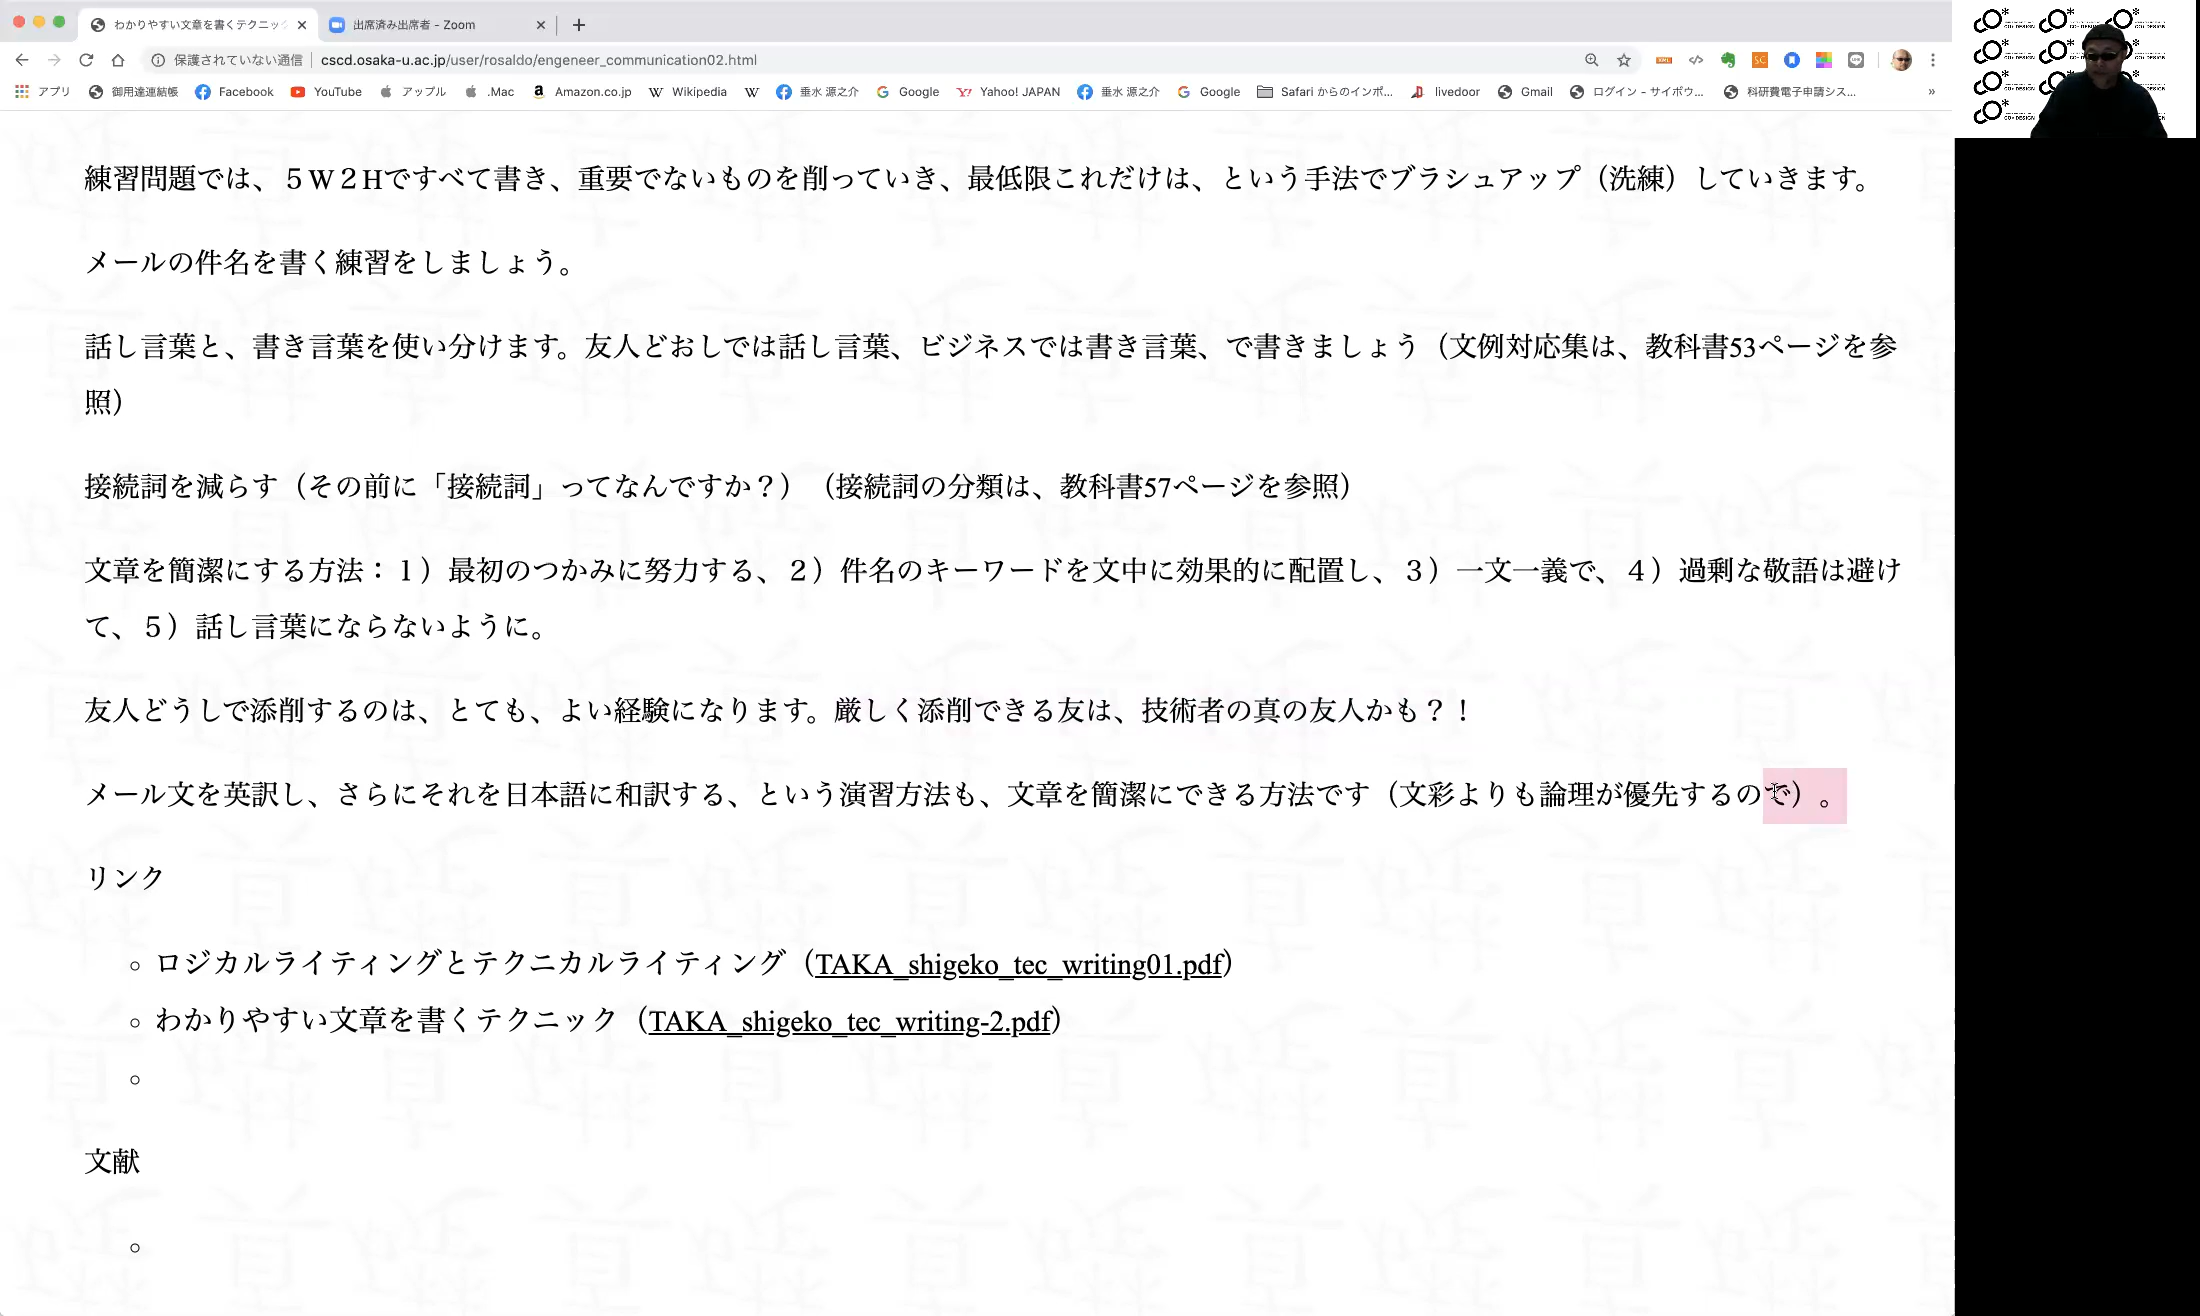 わかりやすい文章を書くテクニック
出席済み出席者 - Zoom
保護されていない通信 cscd.osaka-u.ac.jp/user/rosaldo/engeneer_communication02.html
アプリ 御用達連結帳 Facebook YouTube アップル .Mac Amazon.co.jp Wikipedia 垂水 源之介 Google Yahoo! JAPAN 垂水 源之介 Google Safari からのインポ... livedoor Gmail ログイン - サイボウ... 科研費電子申請シス... »
練習問題では、５W２Hですべて書き、重要でないものを削っていき、最低限これだけは、という手法でブラシュアップ（洗練）していきます。
メールの件名を書く練習をしましょう。
話し言葉と、書き言葉を使い分けます。友人どおしでは話し言葉、ビジネスでは書き言葉、で書きましょう（文例対応集は、教科書53ページを参
照）
接続詞を減らす（その前に「接続詞」ってなんですか？）（接続詞の分類は、教科書57ページを参照）
文章を簡潔にする方法：１）最初のつかみに努力する、２）件名のキーワードを文中に効果的に配置し、３）一文一義で、４）過剰な敬語は避け
て、５）話し言葉にならないように。
友人どうしで添削するのは、とても、よい経験になります。厳しく添削できる友は、技術者の真の友人かも？！
メール文を英訳し、さらにそれを日本語に和訳する、という演習方法も、文章を簡潔にできる方法です（文彩よりも論理が優先するので）。
リンク
ロジカルライティングとテクニカルライティング（TAKA_shigeko_tec_writing01.pdf）
わかりやすい文章を書くテクニック（TAKA_shigeko_tec_writing-2.pdf）
文献